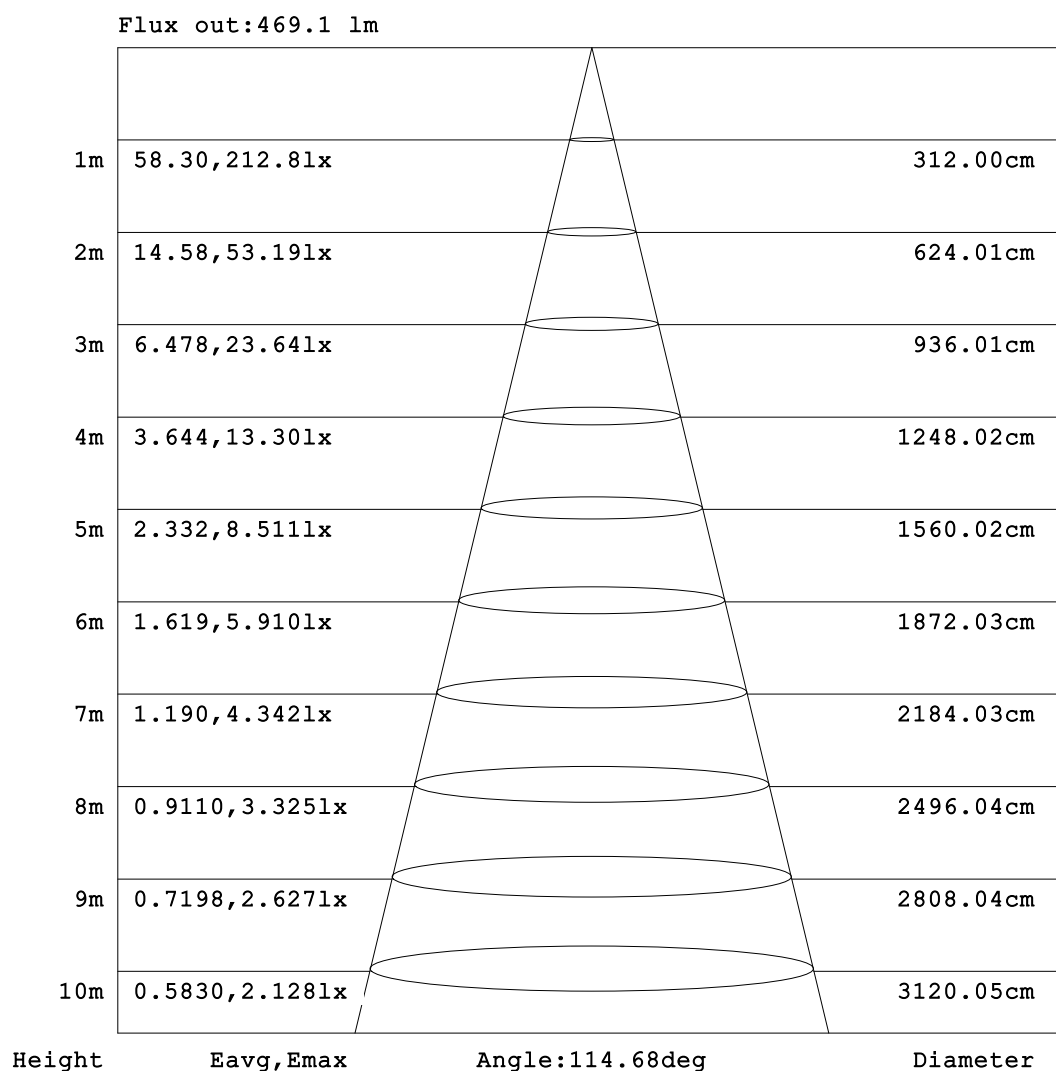 Flux out:469.1 lm
1m 58.30,212.8lx 312.00cm
2m 14.58,53.19lx 624.01cm
3m 6.478,23.64lx 936.01cm
4m 3.644,13.30lx 1248.02cm
5m 2.332,8.511lx 1560.02cm
6m 1.619,5.910lx 1872.03cm
7m 1.190,4.342lx 2184.03cm
8m 0.9110,3.325lx 2496.04cm
9m 0.7198,2.627lx 2808.04cm
10m 0.5830,2.128lx 3120.05cm
Height Eavg,Emax Angle:114.68deg Diameter